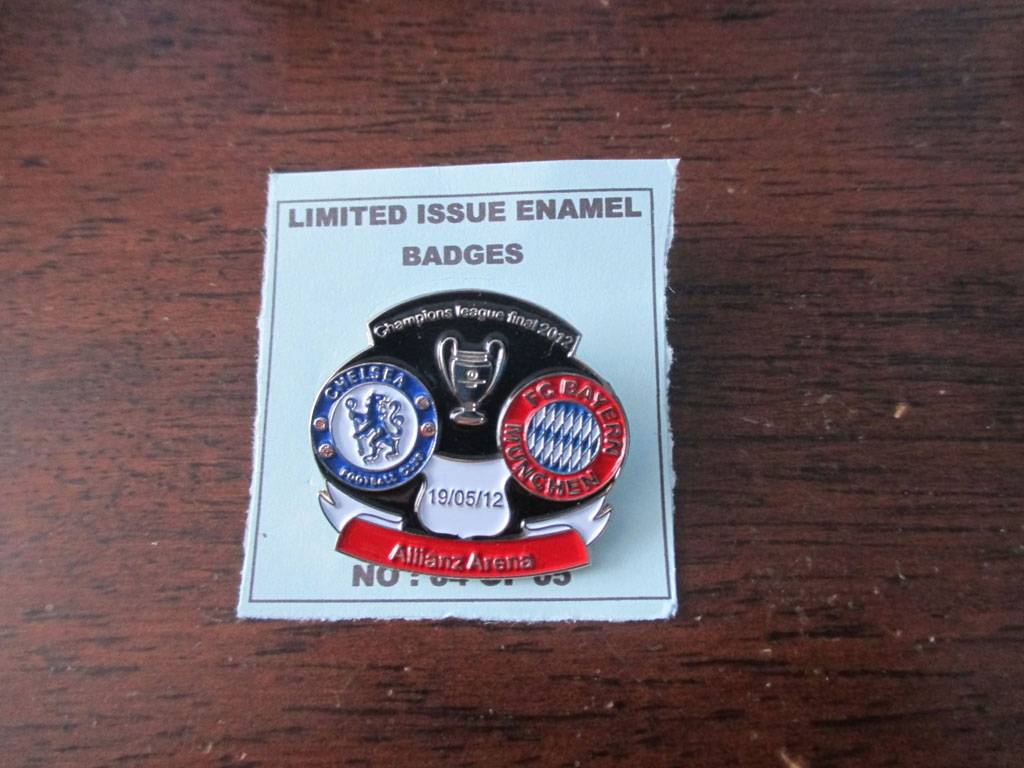 LIMITED ISSUE ENAMEL
BADGES
Champions league final 2012
CHELSEA
FOOTBALL CLUB
FC BAYERN
MÜNCHEN
19/05/12
Allianz Arena
NO :